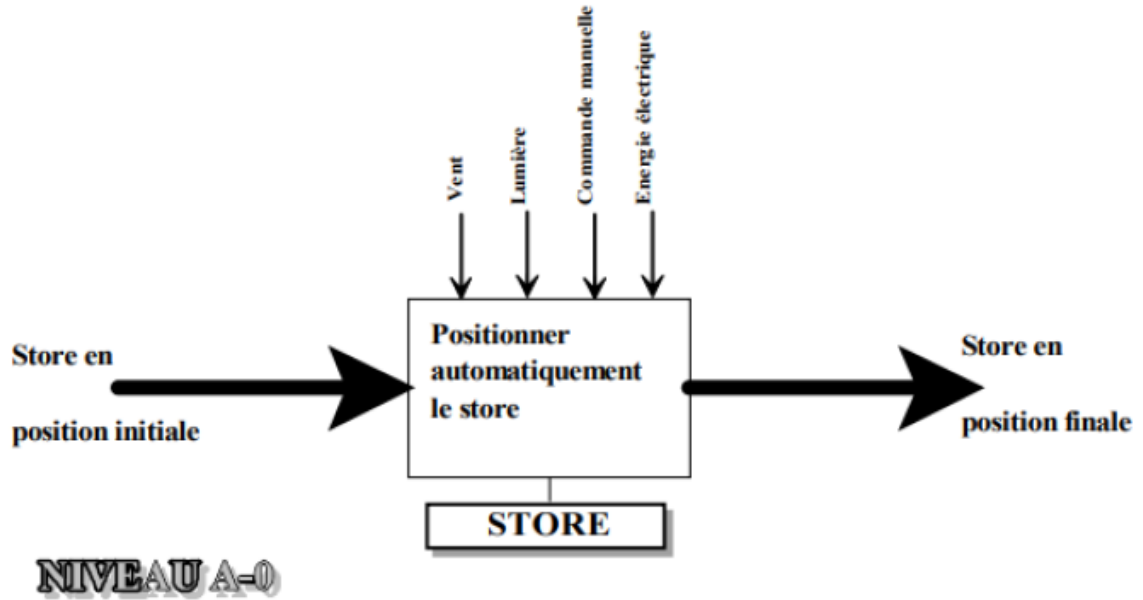 Vent
Lumière
Commande manuelle
Energie électrique
Positionner
automatiquement
le store
Store en
position initiale
Store en
position finale
STORE
NIVEAU A-0